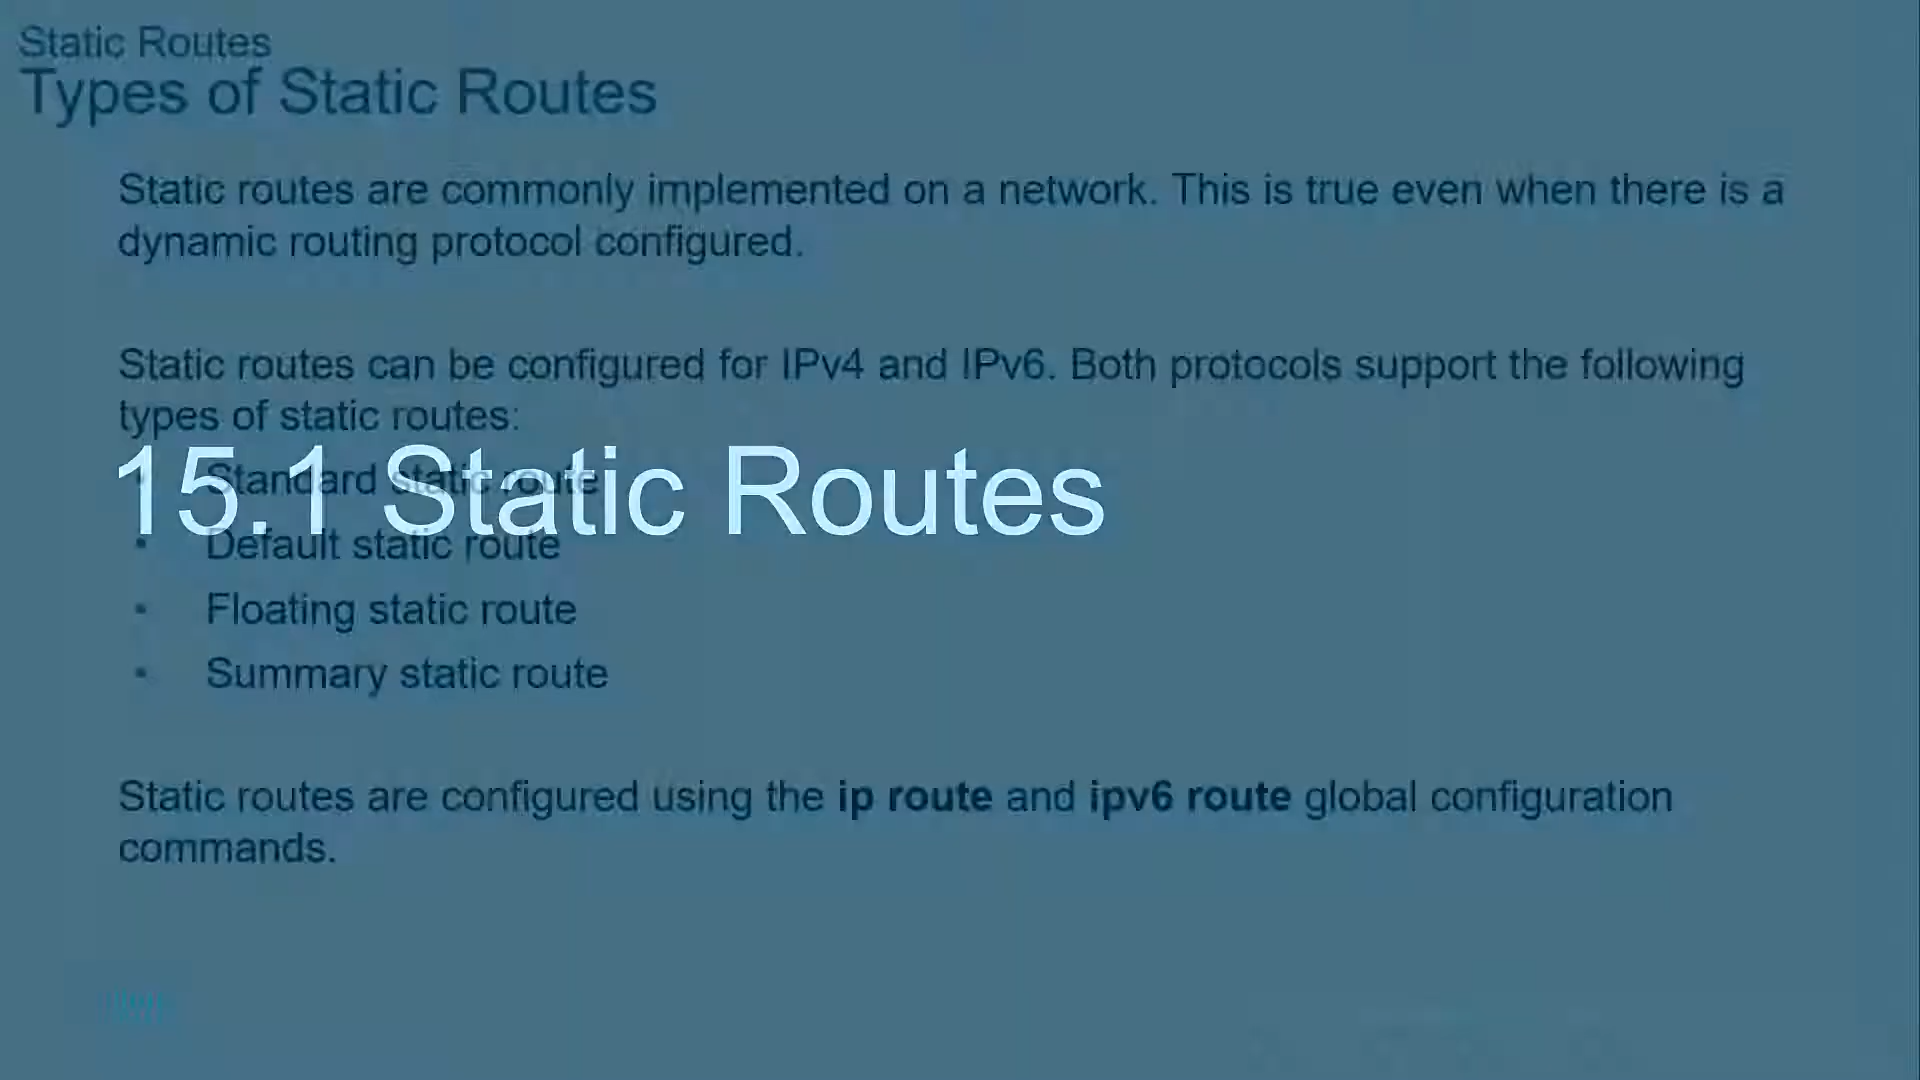 Static Routes
Types of Static Routes
Static routes are commonly implemented on a network. This is true even when there is a
dynamic routing protocol configured.
Static routes can be configured for IPv4 and IPv6. Both protocols support the following
types of static routes:
15.1 Static Routes
• Standard static route
• Default static route
• Floating static route
• Summary static route
Static routes are configured using the ip route and ipv6 route global configuration
commands.